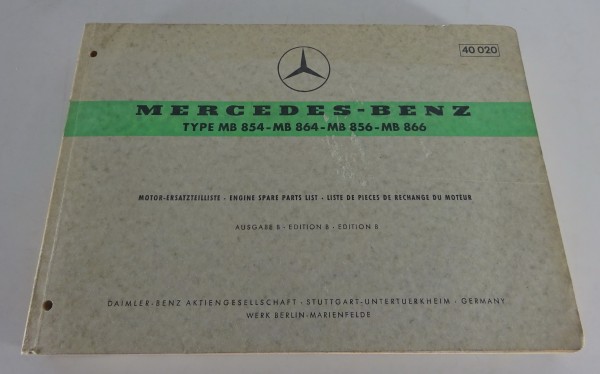 40 020
MERCEDES-BENZ
TYPE MB 854-MB 864-MB 856-MB 866
MOTOR-ERSATZTEILLISTE · ENGINE SPARE PARTS LIST · LISTE DE PIECES DE RECHANGE DU MOTEUR
AUSGABE B · EDITION B · EDITION B
DAIMLER-BENZ AKTIENGESELLSCHAFT · STUTTGART-UNTERTUERKHEIM · GERMANY
WERK BERLIN-MARIENFELDE